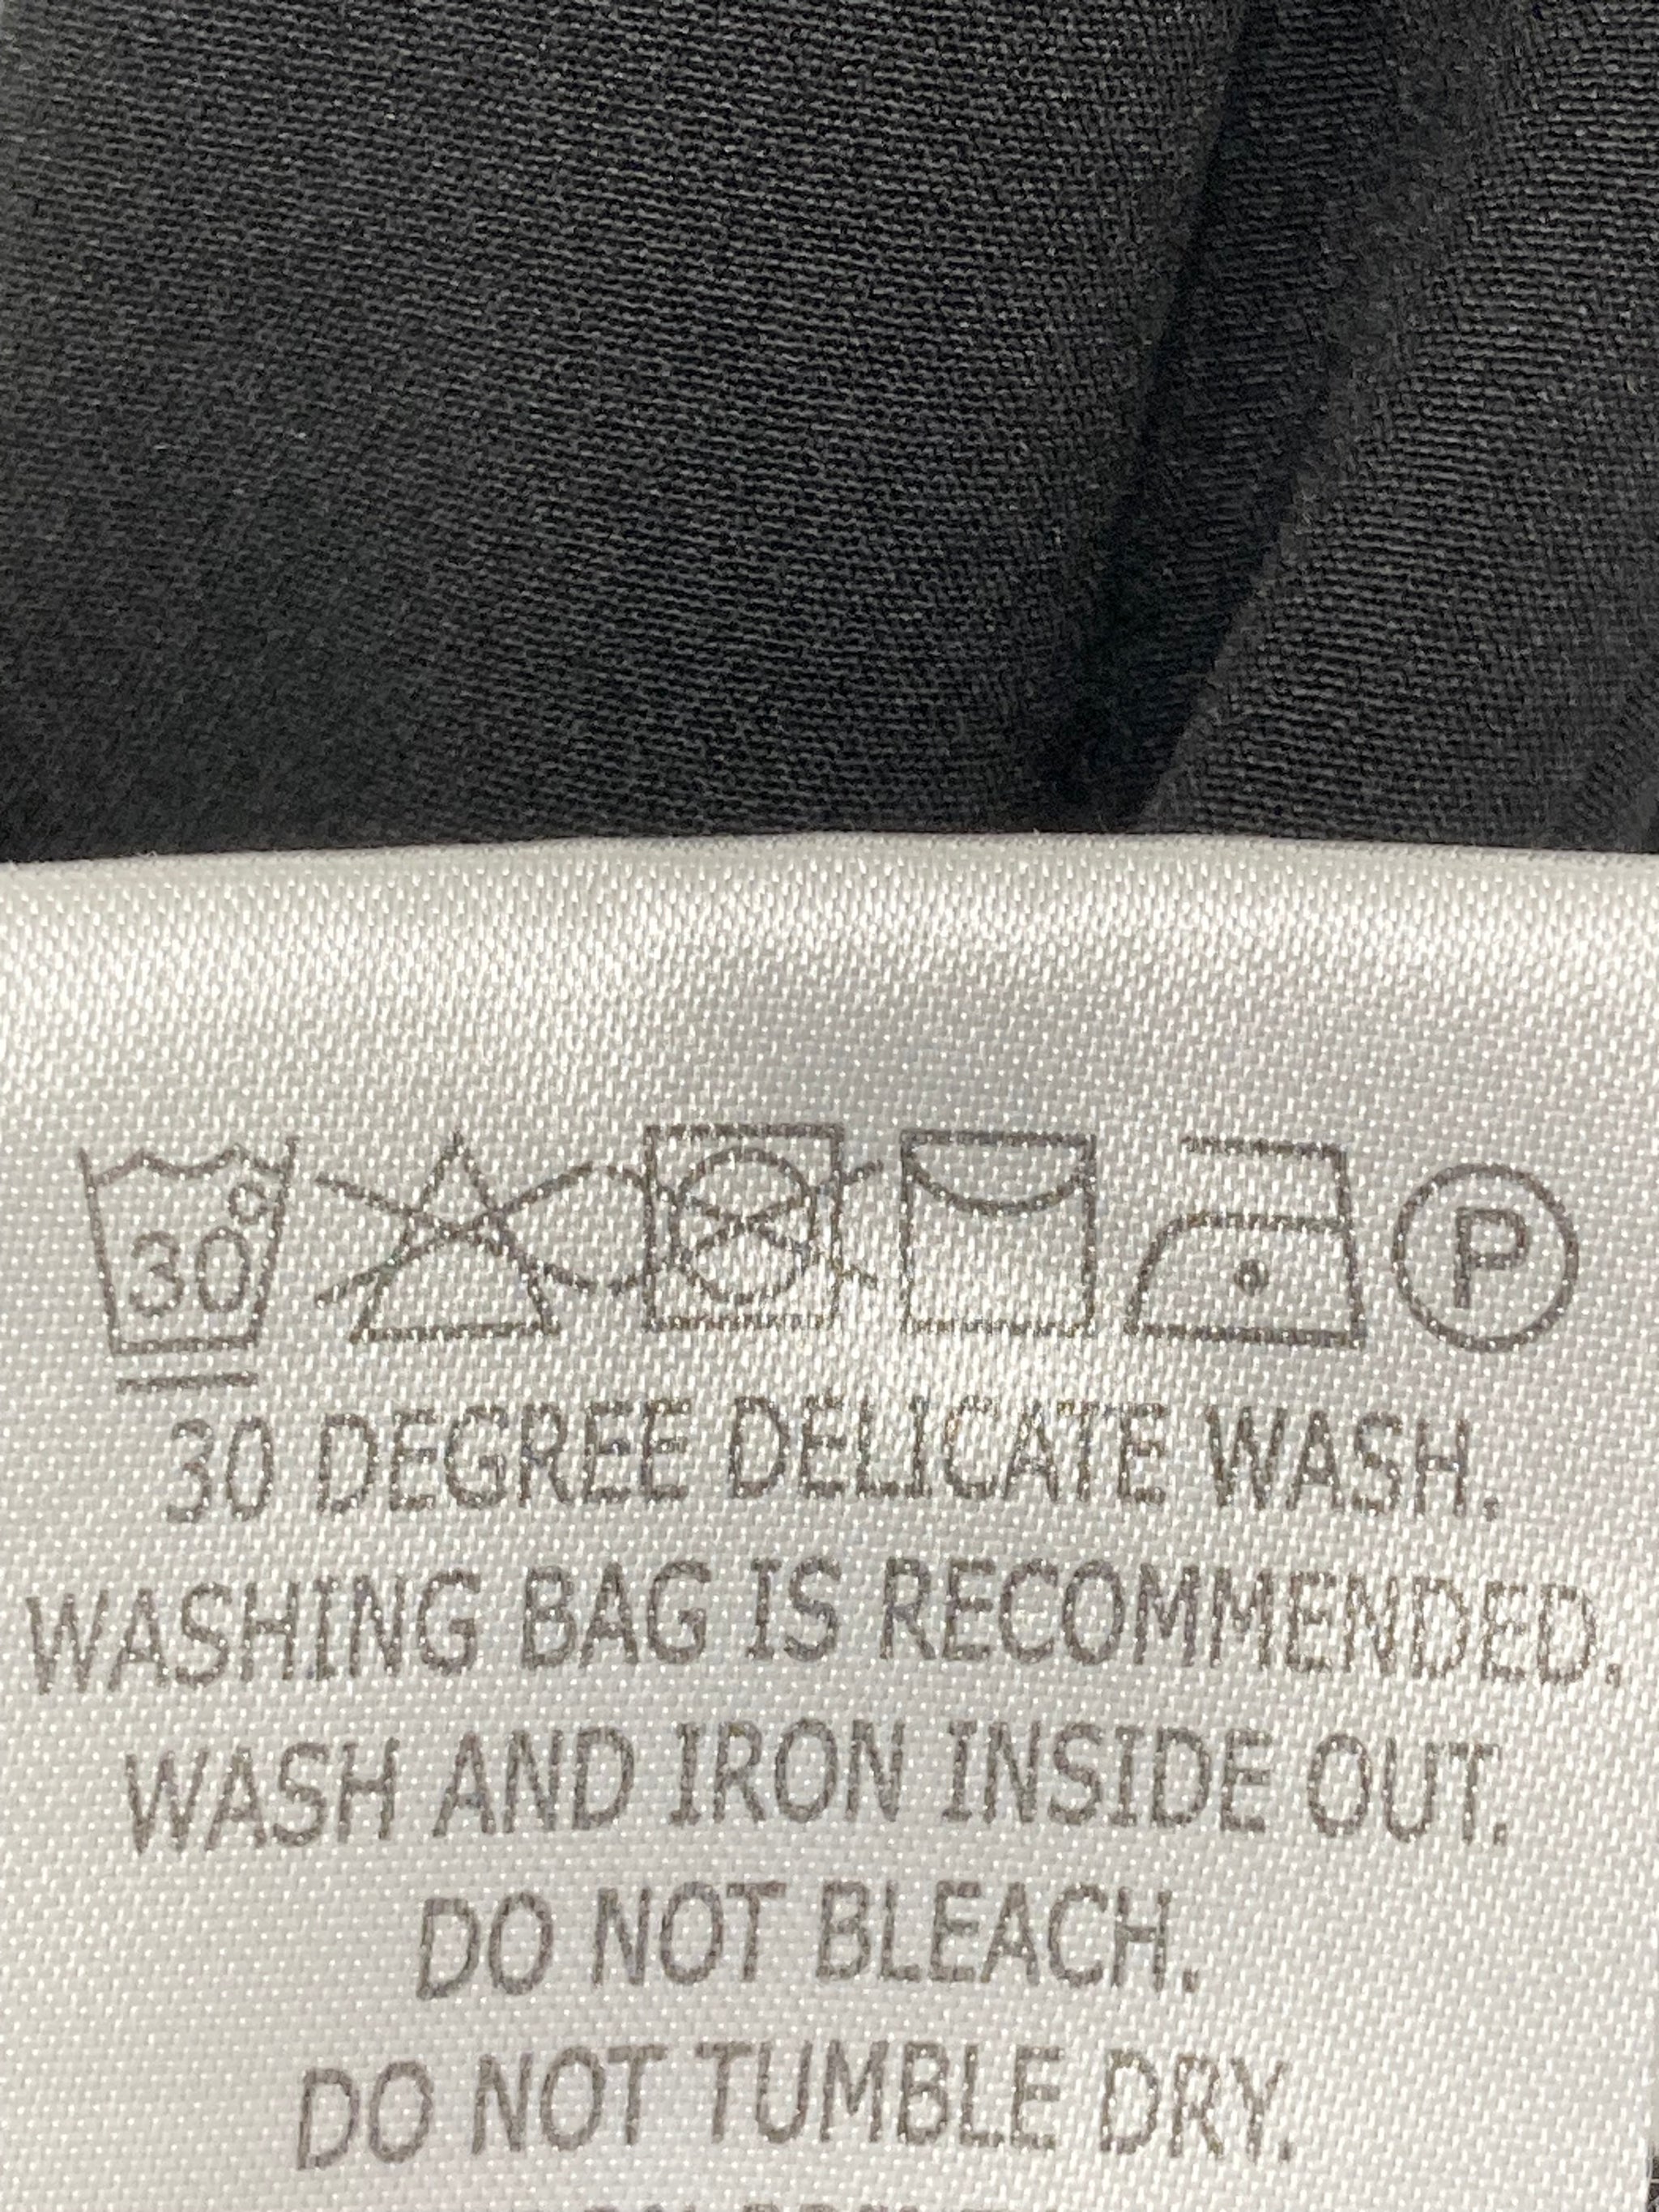 30°
P
30 DEGREE DELICATE WASH.
WASHING BAG IS RECOMMENDED.
WASH AND IRON INSIDE OUT.
DO NOT BLEACH.
DO NOT TUMBLE DRY.